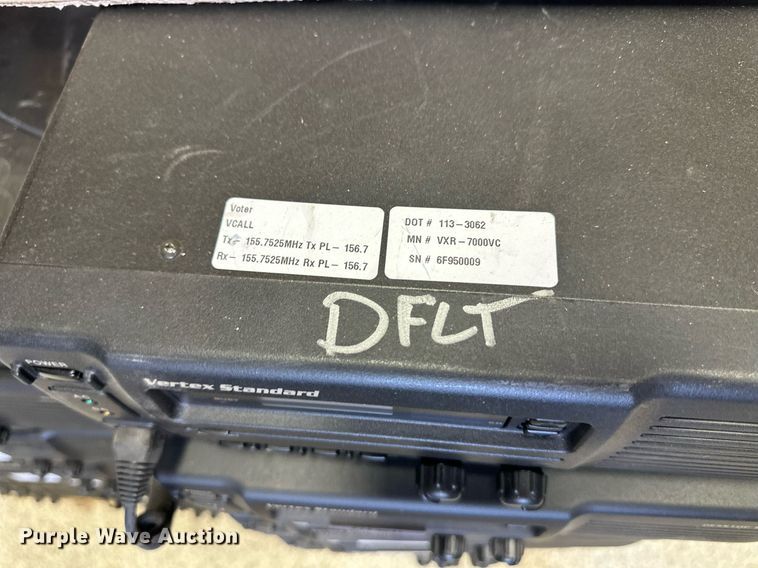 Voter
VCALL
Tx– 155.7525MHz Tx PL– 156.7
Rx– 155.7525MHz Rx PL– 156.7
DOT # 113–3062
MN # VXR–7000VC
SN # 6F950009
DFLT
POWER
Vertex Standard
BUSY
Purple Wave Auction